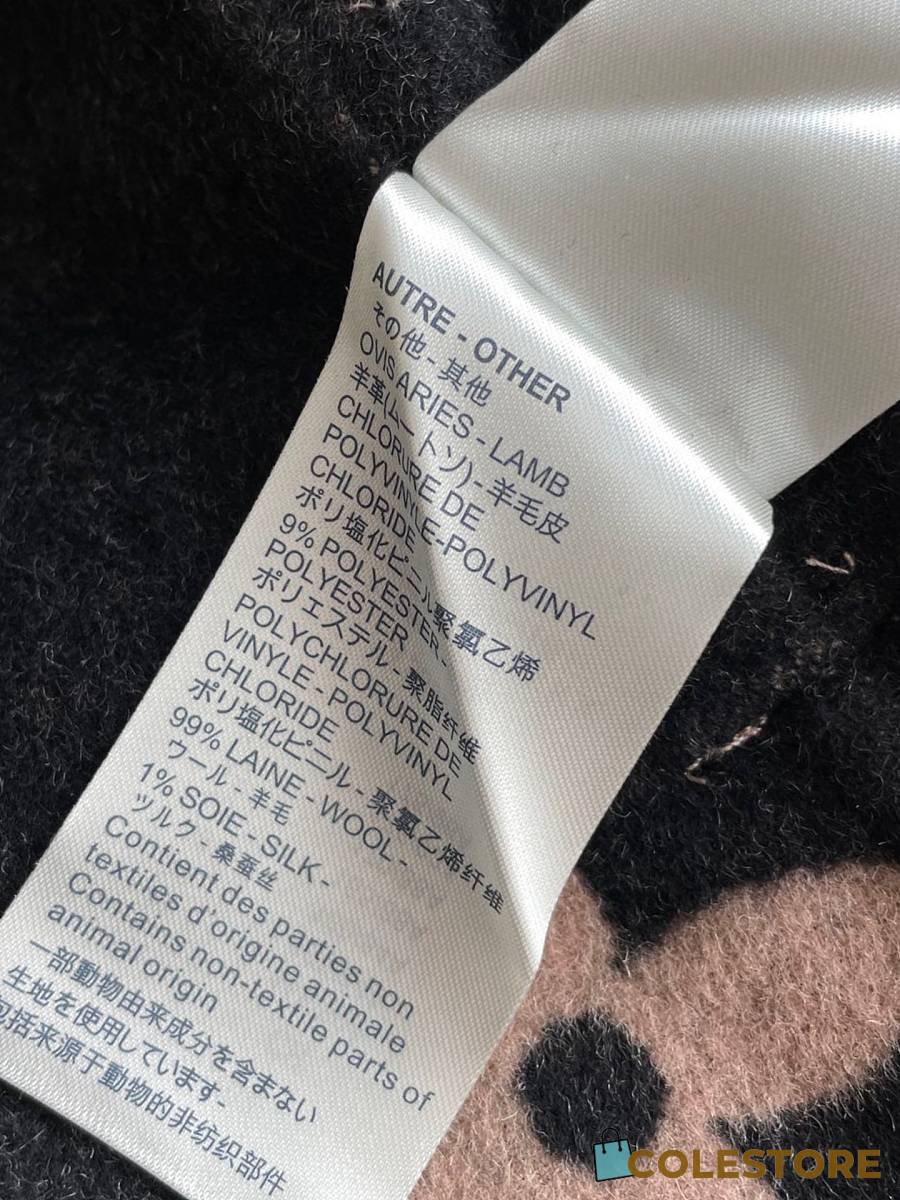 AUTRE - OTHER
その他 - 其他
OVIS ARIES - LAMB
羊革(ムートン) - 羊毛皮
CHLORURE DE
POLYVINYLE-POLYVINYL
CHLORIDE
ポリ塩化ビニル 聚氯乙烯
9% POLYESTER -
POLYESTER
ポリエステル - 聚脂纤维
POLYCHLORURE DE
VINYLE - POLYVINYL
CHLORIDE
ポリ塩化ビニル - 聚氯乙烯纤维
99% LAINE - WOOL -
ウール - 羊毛
1% SOIE - SILK -
ツルク - 桑蚕丝
Contient des parties non
textiles d'origine animale
Contains non-textile parts of
animal origin
一部動物由来成分を含まない
生地を使用しています-
包括来源于動物的非纺织部件
COLESTORE